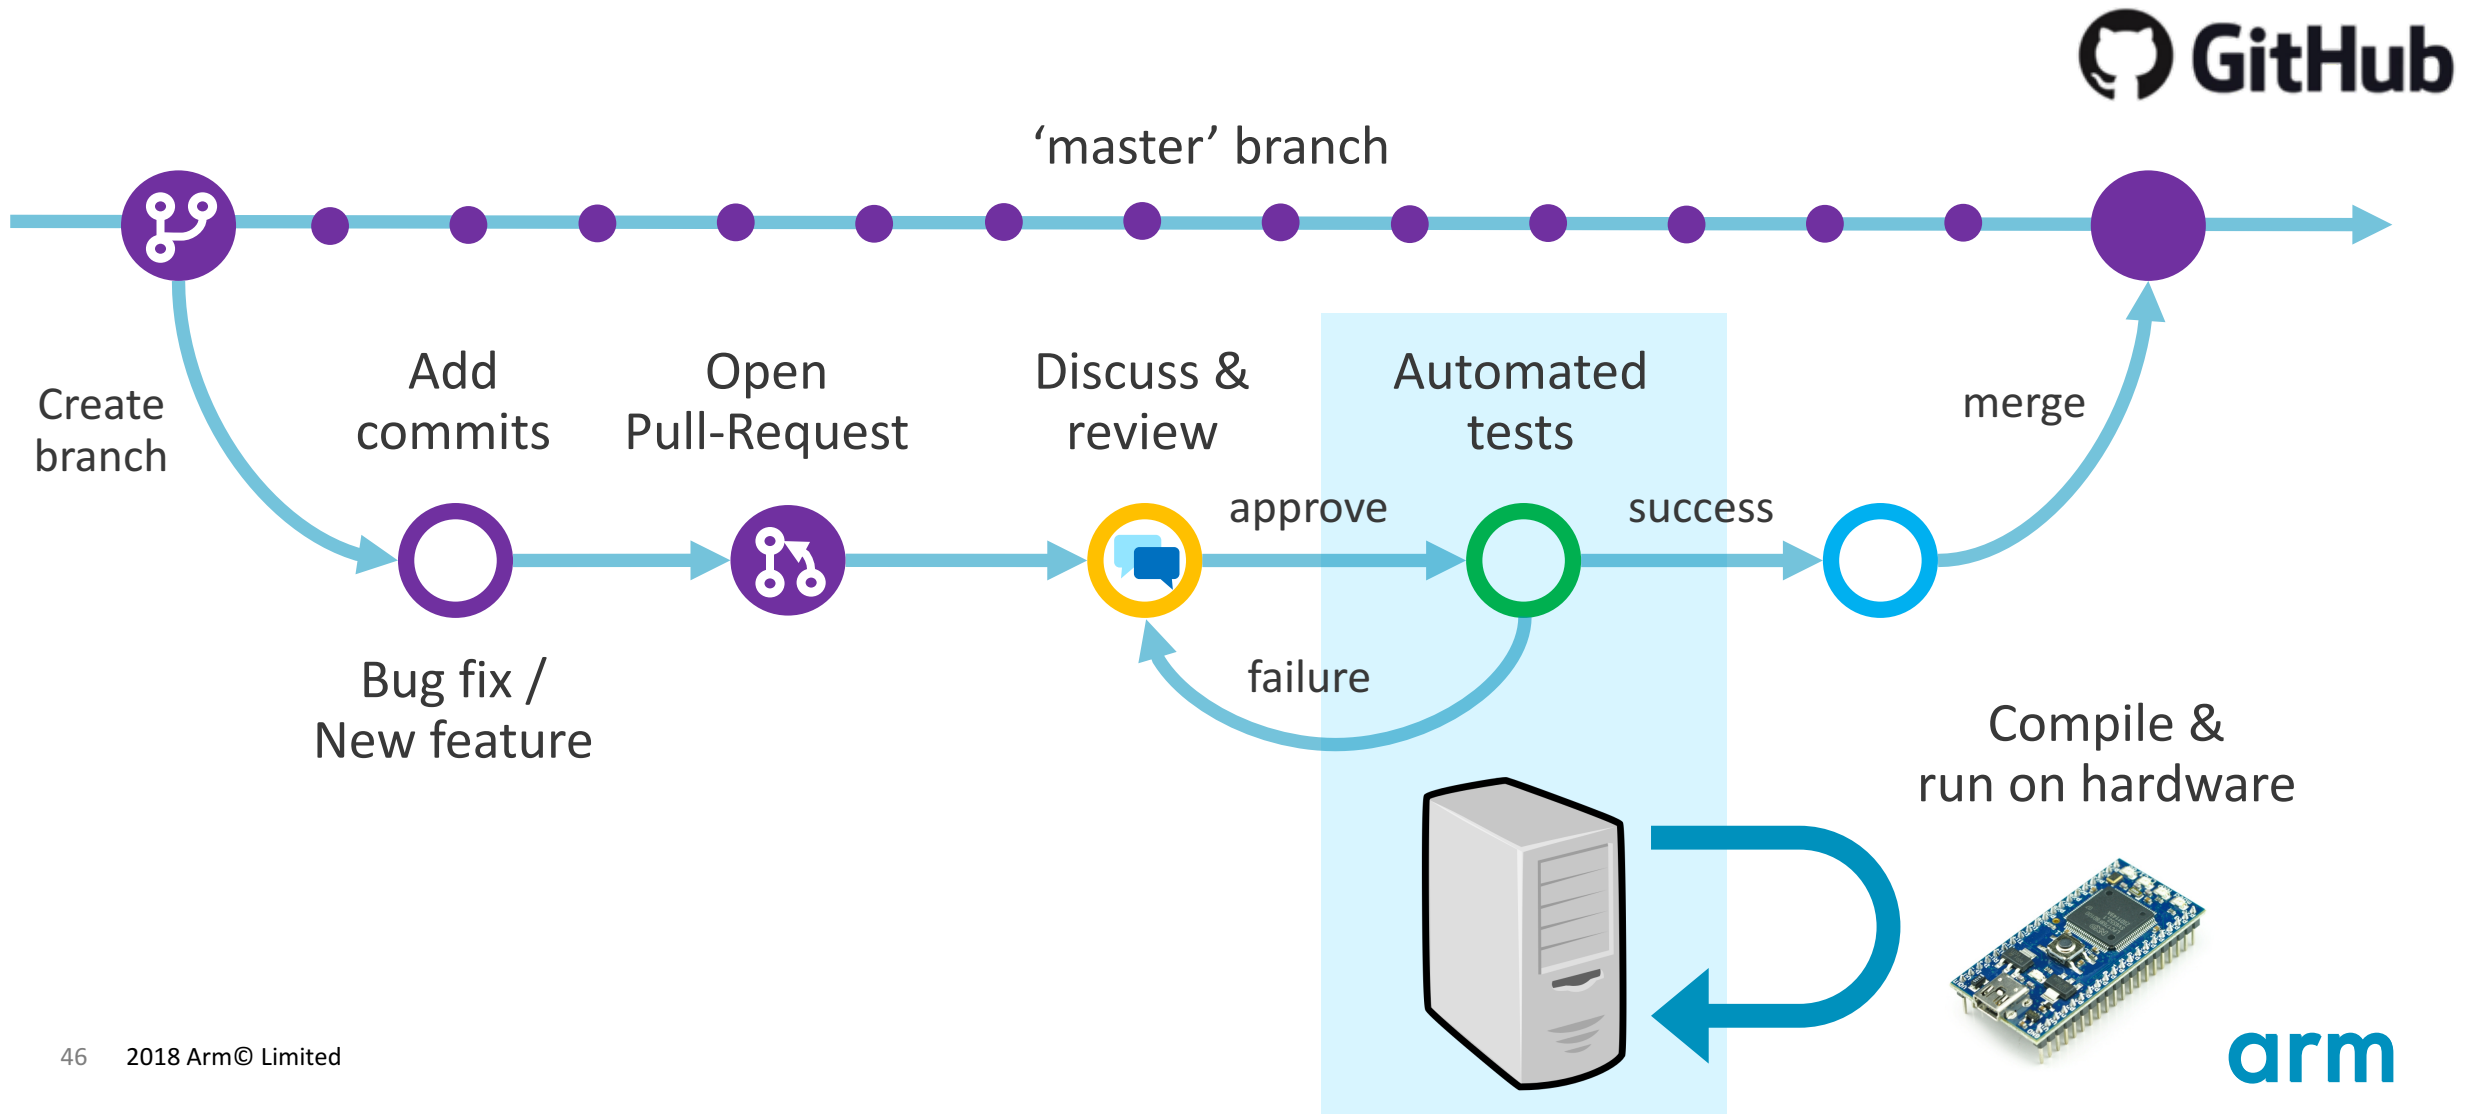 GitHub
‘master’ branch
Create
branch
Add
commits
Open
Pull-Request
Discuss &
review
Automated
tests
merge
approve
success
Bug fix /
New feature
failure
Compile &
run on hardware
46 2018 Arm© Limited
arm